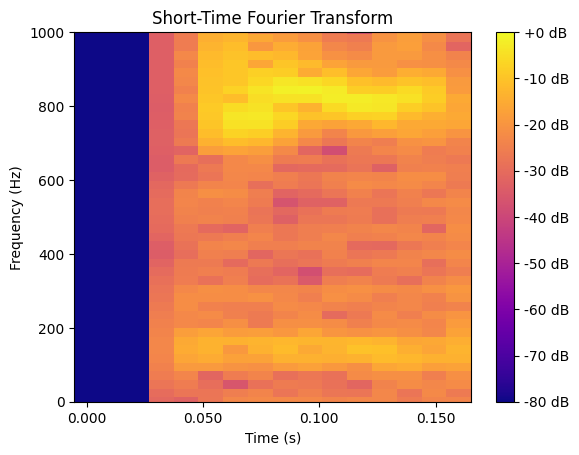 Short-Time Fourier Transform
1000
800
600
400
200
0
Frequency (Hz)
0.000
0.050
0.100
0.150
Time (s)
+0 dB
-10 dB
-20 dB
-30 dB
-40 dB
-50 dB
-60 dB
-70 dB
-80 dB